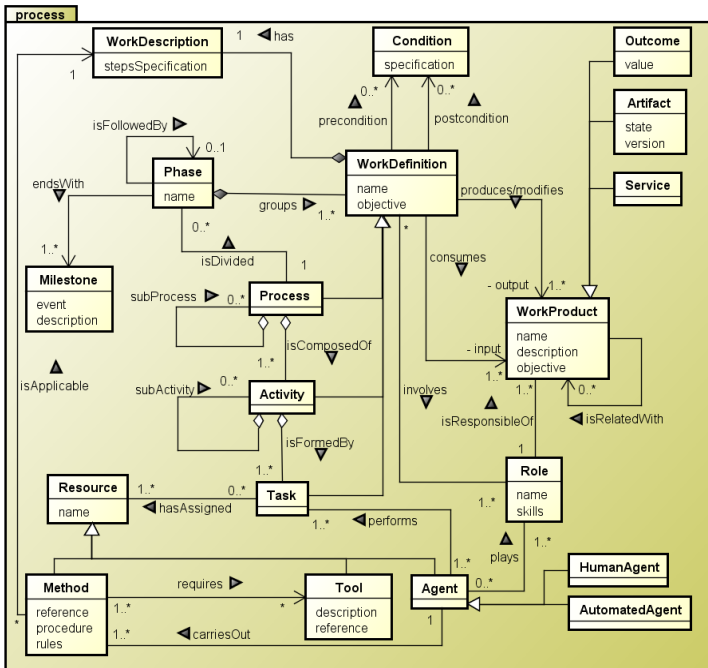 process
WorkDescription
stepsSpecification
1
1
has
Condition
specification
0..*
0..*
precondition
postcondition
Outcome
value
Artifact
state
version
Service
isFollowedBy
0..1
Phase
name
endsWith
groups
1..*
WorkDefinition
name
objective
produces/modifies
0..*
isDivided
1
*
consumes
1..*
Milestone
event
description
subProcess
0..*
Process
- output
1..*
WorkProduct
name
description
objective
- input
1..*
isComposedOf
1..*
isApplicable
subActivity
0..*
Activity
involves
1..*
0..*
isResponsibleOf
isRelatedWith
isFormedBy
1..*
1
Resource
name
1..*
0..*
hasAssigned
Task
1..*
performs
Role
name
skills
1..*
1..*
plays
1..*
0..*
HumanAgent
AutomatedAgent
Method
reference
procedure
rules
*
requires
1..*
*
Tool
description
reference
Agent
1
carriesOut
1..*